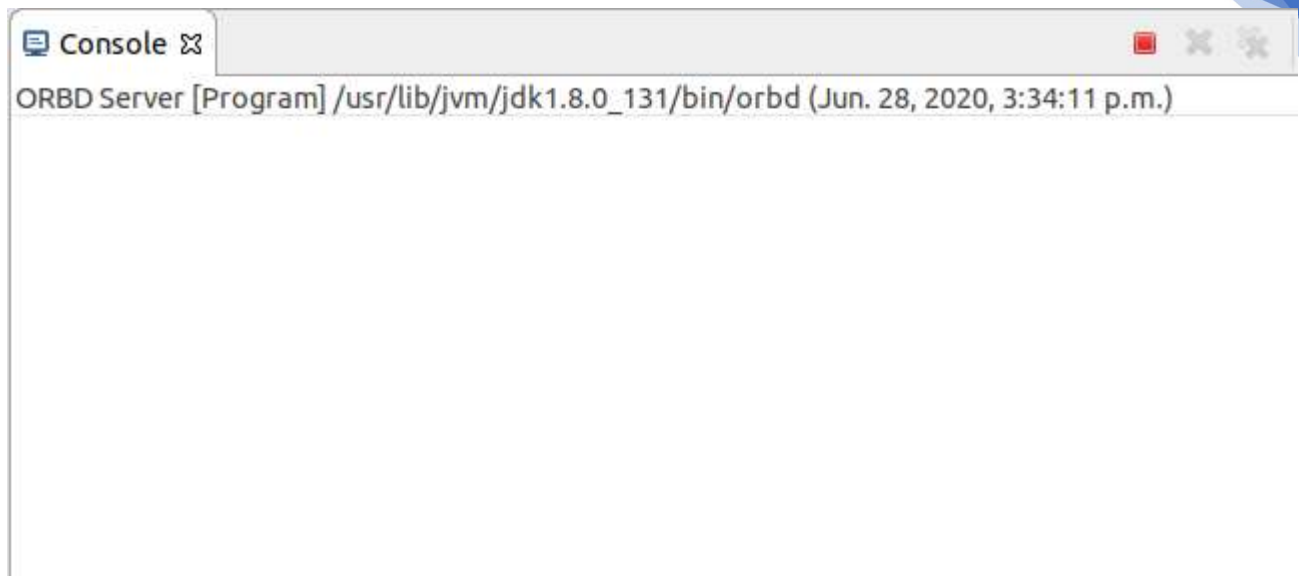 Console
ORBD Server [Program] /usr/lib/jvm/jdk1.8.0_131/bin/orbd (Jun. 28, 2020, 3:34:11 p.m.)